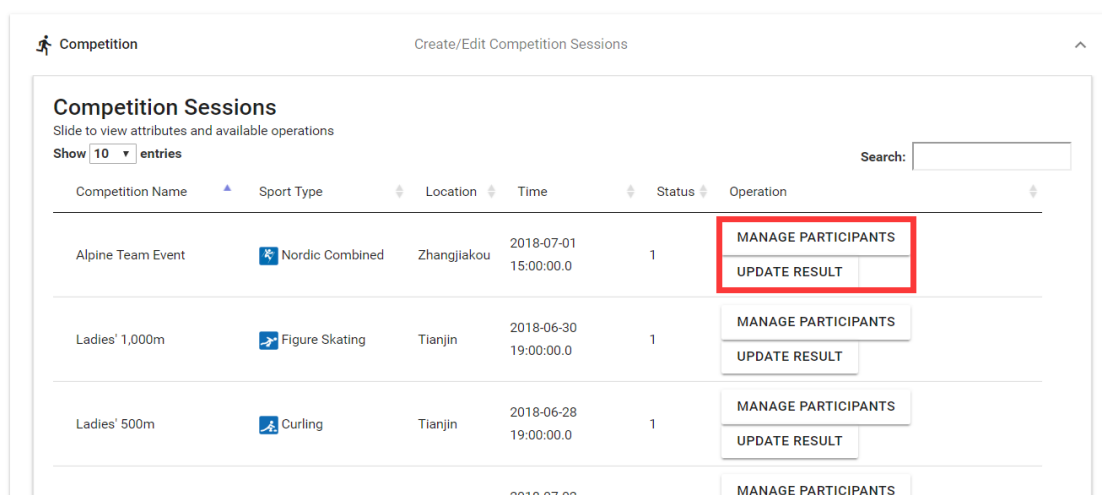 Competition Create/Edit Competition Sessions
Competition Sessions
Slide to view attributes and available operations
Show 10 entries
Search:
Competition Name Sport Type Location Time Status Operation
Alpine Team Event Nordic Combined Zhangjiakou 2018-07-01 15:00:00.0 1 MANAGE PARTICIPANTS
UPDATE RESULT
Ladies' 1,000m Figure Skating Tianjin 2018-06-30 19:00:00.0 1 MANAGE PARTICIPANTS
UPDATE RESULT
Ladies' 500m Curling Tianjin 2018-06-28 19:00:00.0 1 MANAGE PARTICIPANTS
UPDATE RESULT
MANAGE PARTICIPANTS